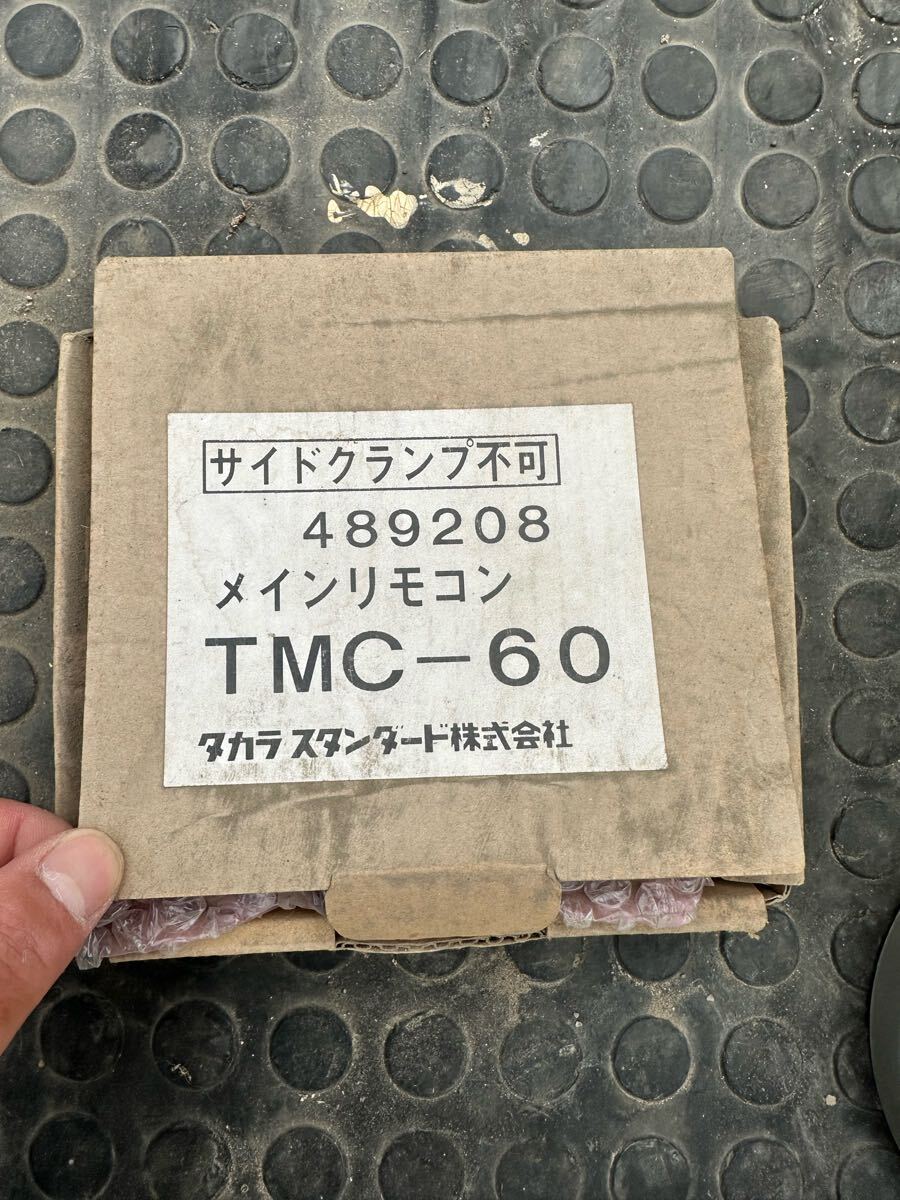 サイドクランプ不可
489208
メインリモコン
TMC-60
タカラスタンダード株式会社